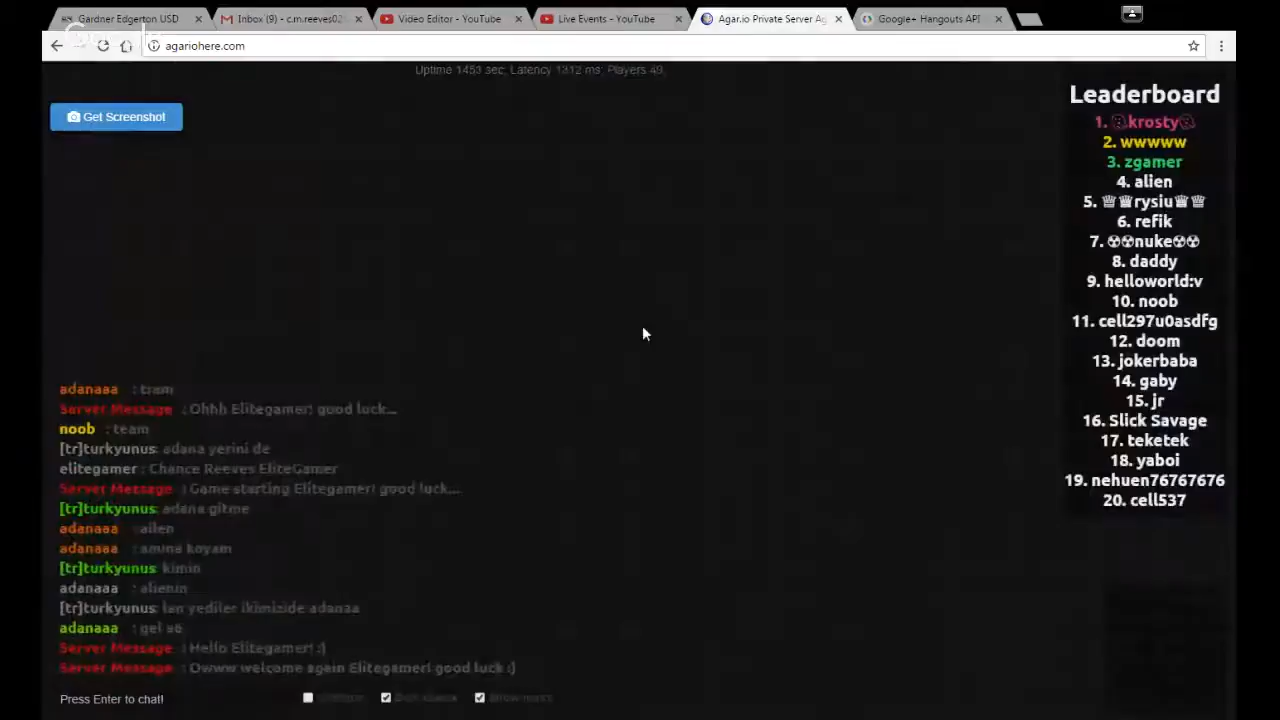 Gardner Edgerton USD
Inbox (9) - c.m.reeves02
Video Editor - YouTube
Live Events - YouTube
Agar.io Private Server Ag
Google+ Hangouts API
agariohere.com
Uptime 1453 sec, Latency 1312 ms, Players 49
Get Screenshot
Leaderboard
1. krosty
2. wwwww
3. zgamer
4. alien
5. ♕♛rysiu♛♕
6. refik
7. ☢☢nuke☢☢
8. daddy
9. helloworld:v
10. noob
11. cell297u0asdfg
12. doom
13. jokerbaba
14. gaby
15. jr
16. Slick Savage
17. teketek
18. yaboi
19. nehuen76767676
20. cell537
adanaaa : tram
Server Message : Ohhh Elitegamer! good luck...
noob : team
[tr]turkyunus: adana yerini de
elitegamer : Chance Reeves EliteGamer
Server Message : Game starting Elitegamer! good luck...
[tr]turkyunus: adana gitme
adanaaa : ailen
adanaaa : amına koyam
[tr]turkyunus: kimin
adanaaa : alienin
[tr]turkyunus: lan yediler ikimizide adanaa
adanaaa : gel a6
Server Message : Hello Elitegamer! :)
Server Message : Owww welcome again Elitegamer! good luck :)
Press Enter to chat!